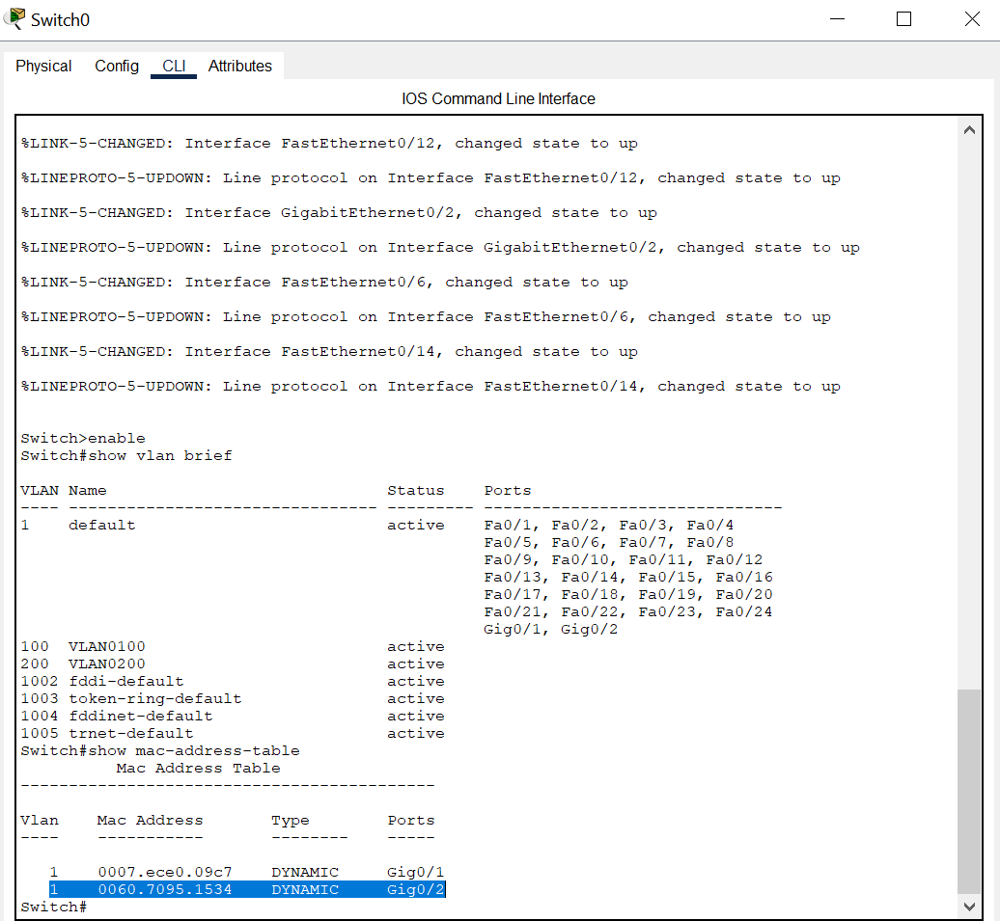 Switch0
Physical Config CLI Attributes
IOS Command Line Interface
%LINK-5-CHANGED: Interface FastEthernet0/12, changed state to up
%LINEPROTO-5-UPDOWN: Line protocol on Interface FastEthernet0/12, changed state to up
%LINK-5-CHANGED: Interface GigabitEthernet0/2, changed state to up
%LINEPROTO-5-UPDOWN: Line protocol on Interface GigabitEthernet0/2, changed state to up
%LINK-5-CHANGED: Interface FastEthernet0/6, changed state to up
%LINEPROTO-5-UPDOWN: Line protocol on Interface FastEthernet0/6, changed state to up
%LINK-5-CHANGED: Interface FastEthernet0/14, changed state to up
%LINEPROTO-5-UPDOWN: Line protocol on Interface FastEthernet0/14, changed state to up
Switch>enable
Switch#show vlan brief
VLAN Name                             Status    Ports
---- -------------------------------- --------- -------------------------------
1    default                          active    Fa0/1, Fa0/2, Fa0/3, Fa0/4
                                                Fa0/5, Fa0/6, Fa0/7, Fa0/8
                                                Fa0/9, Fa0/10, Fa0/11, Fa0/12
                                                Fa0/13, Fa0/14, Fa0/15, Fa0/16
                                                Fa0/17, Fa0/18, Fa0/19, Fa0/20
                                                Fa0/21, Fa0/22, Fa0/23, Fa0/24
                                                Gig0/1, Gig0/2
100  VLAN0100                         active
200  VLAN0200                         active
1002 fddi-default                     active
1003 token-ring-default               active
1004 fddinet-default                  active
1005 trnet-default                    active
Switch#show mac-address-table
          Mac Address Table
-------------------------------------------
Vlan    Mac Address       Type        Ports
----    -----------       --------    -----
   1    0007.ece0.09c7    DYNAMIC     Gig0/1
   1    0060.7095.1534    DYNAMIC     Gig0/2
Switch#